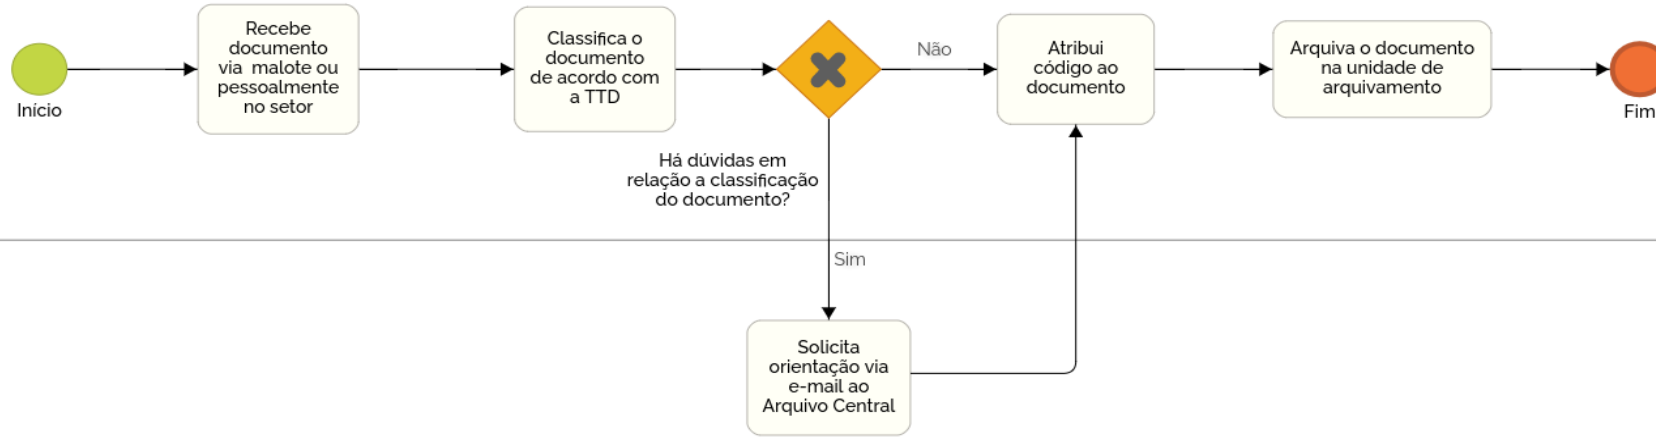 Início
Recebe
documento
via malote ou
pessoalmente
no setor
Classifica o
documento
de acordo com
a TTD
Há dúvidas em
relação a classificação
do documento?
Não
Atribui
código ao
documento
Arquiva o documento
na unidade de
arquivamento
Fim
Sim
Solicita
orientação via
e-mail ao
Arquivo Central